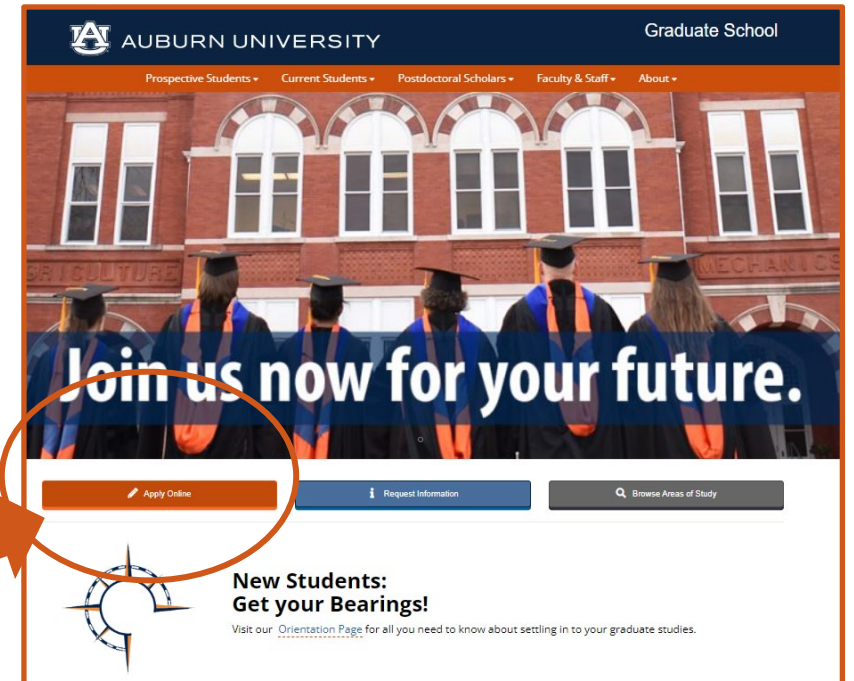 AU AUBURN UNIVERSITY
Graduate School
Prospective Students Current Students Postdoctoral Scholars Faculty & Staff About
GRICULTURE MECHANICS
Join us now for your future.
Apply Online Request Information Browse Areas of Study
New Students:
Get your Bearings!
Visit our Orientation Page for all you need to know about settling in to your graduate studies.